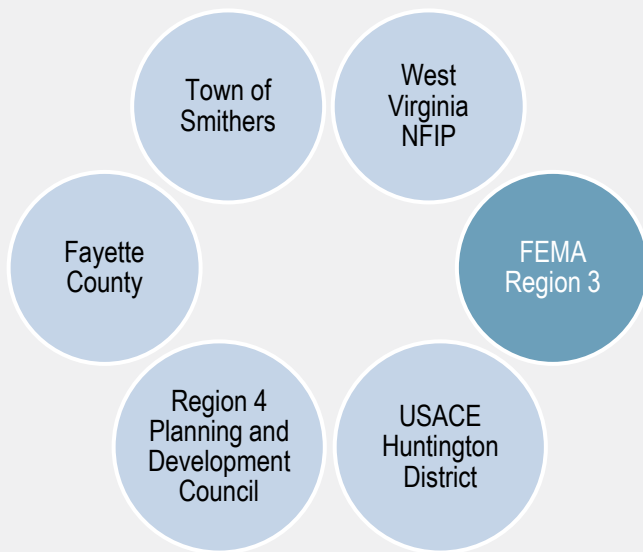 Town of
Smithers
West
Virginia
NFIP
Fayette
County
FEMA
Region 3
Region 4
Planning and
Development
Council
USACE
Huntington
District